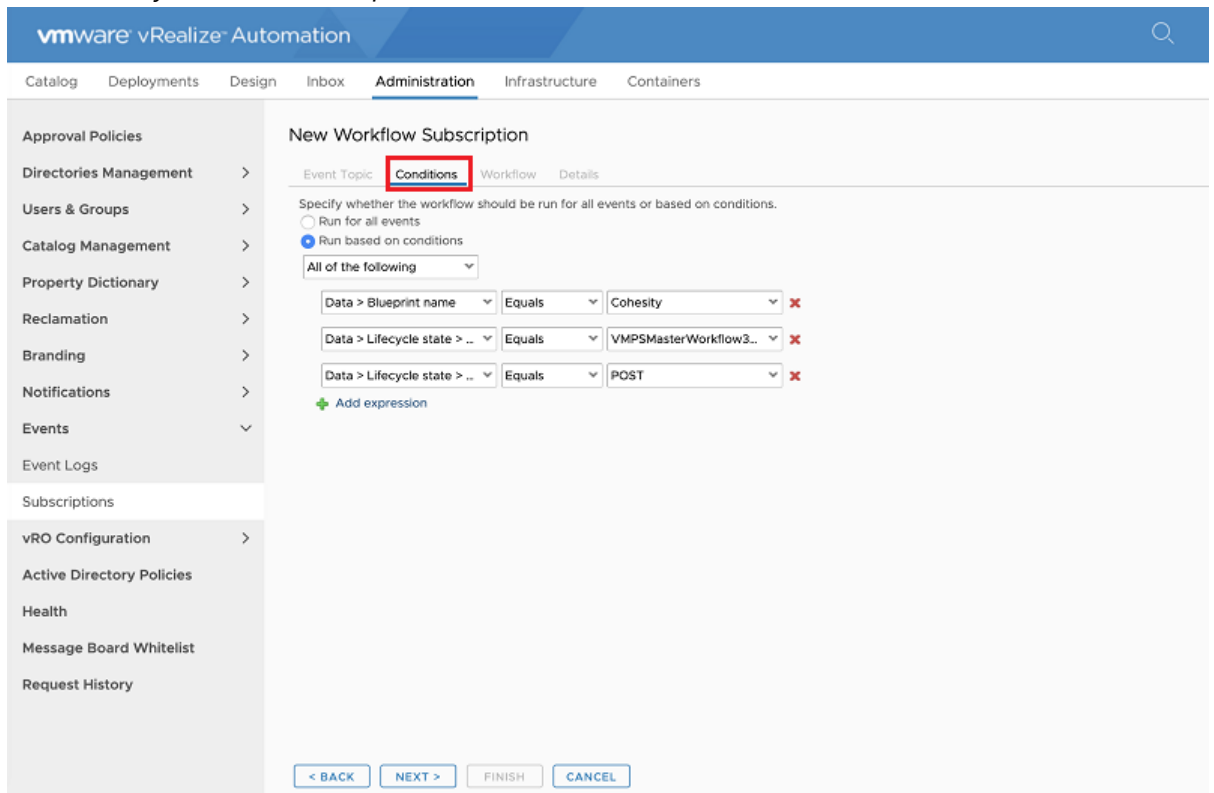 vmware vRealize™ Automation
Catalog Deployments Design Inbox Administration Infrastructure Containers
Approval Policies
Directories Management
Users & Groups
Catalog Management
Property Dictionary
Reclamation
Branding
Notifications
Events
Event Logs
Subscriptions
vRO Configuration
Active Directory Policies
Health
Message Board Whitelist
Request History
New Workflow Subscription
Event Topic Conditions Workflow Details
Specify whether the workflow should be run for all events or based on conditions.
Run for all events
Run based on conditions
All of the following
Data > Blueprint name Equals Cohesity
Data > Lifecycle state > .. Equals VMPSMasterWorkflow3..
Data > Lifecycle state > .. Equals POST
Add expression
< BACK NEXT > FINISH CANCEL